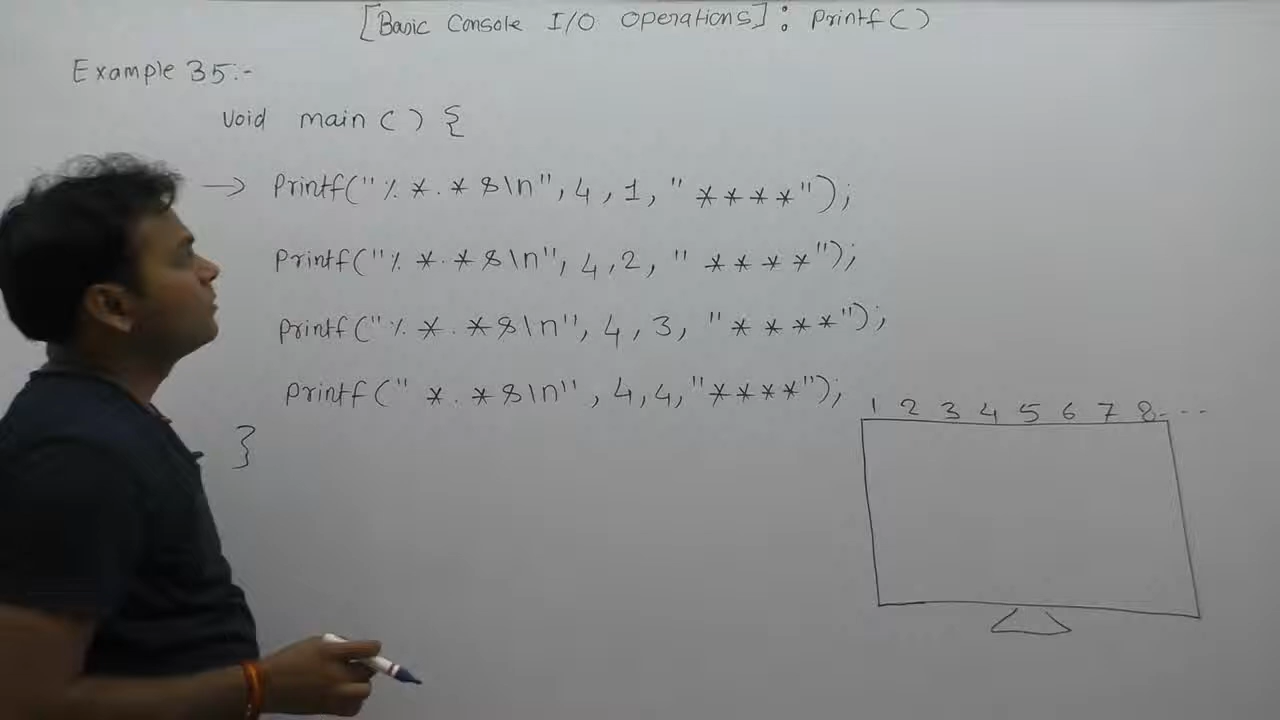 [Basic Console I/O Operations] : Printf()
Example 35:-
Void main() {
→ Printf("%*.*s\n", 4, 1, "****");
Printf("%*.*s\n", 4, 2, "****");
Printf("%*.*s\n", 4, 3, "****");
Printf("*.*s\n", 4, 4, "****");
}
1 2 3 4 5 6 7 8 - - -